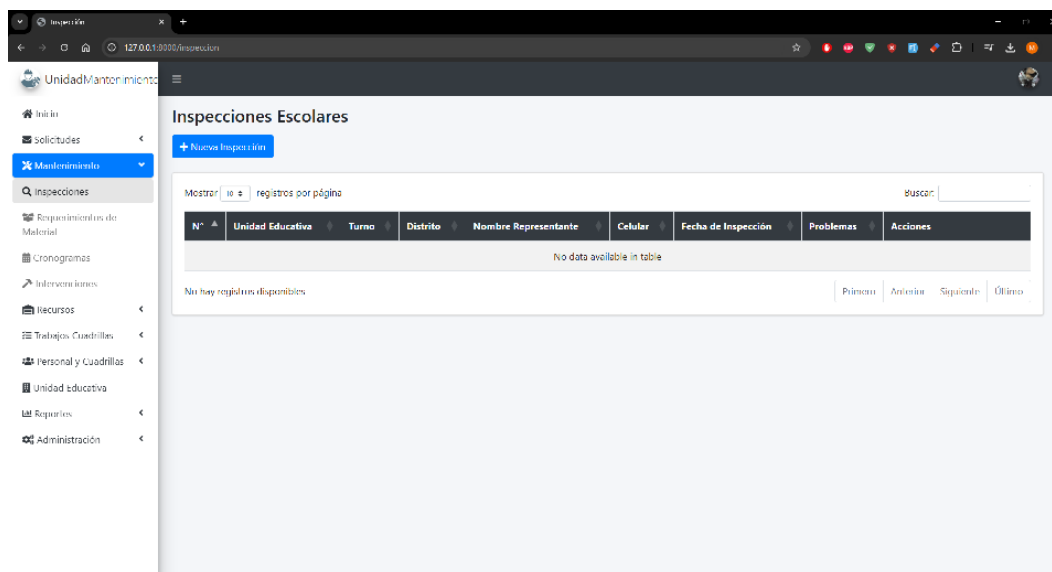 Inspección
127.0.0.1:8000/inspeccion
UnidadMantenimiento
Inicio
Solicitudes
Mantenimiento
Inspecciones
Requerimientos de
Material
Cronogramas
Intervenciones
Recursos
Trabajos Cuadrillas
Personal y Cuadrillas
Unidad Educativa
Reportes
Administración
Inspecciones Escolares
+ Nueva Inspección
Mostrar 10 registros por página
Buscar:
N° Unidad Educativa Turno Distrito Nombre Representante Celular Fecha de Inspección Problemas Acciones
No data available in table
No hay registros disponibles
Primero Anterior Siguiente Último